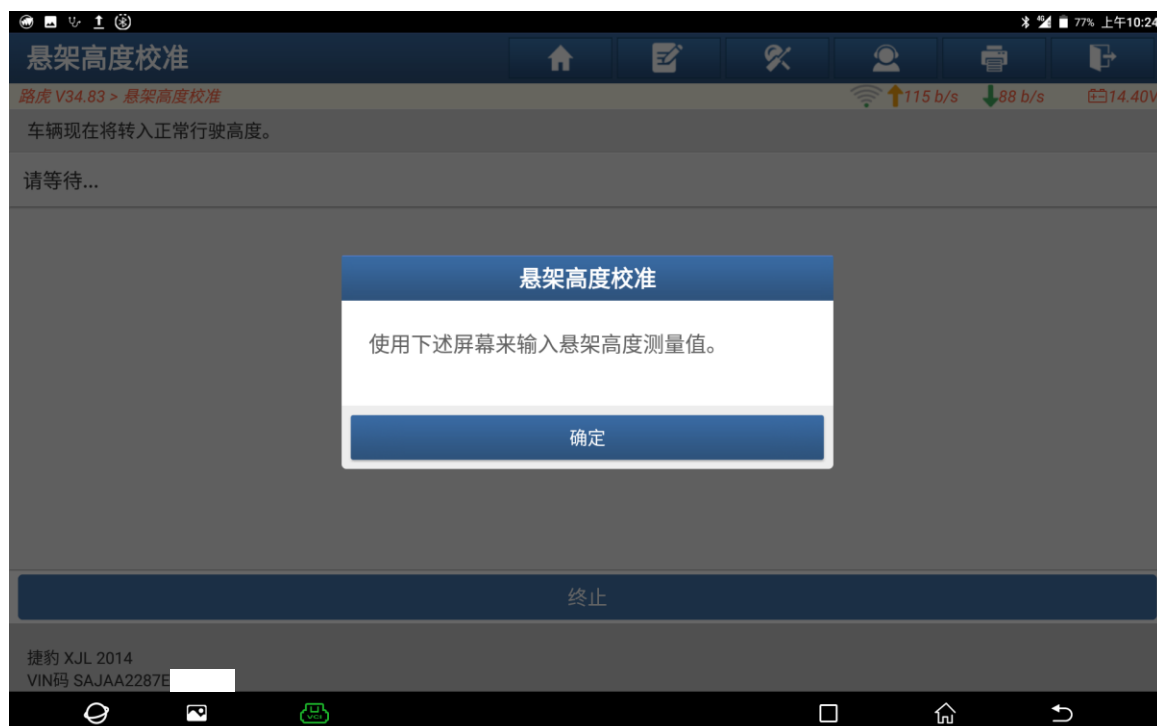 4G 77% 上午10:24
悬架高度校准
路虎 V34.83 > 悬架高度校准 115 b/s 88 b/s 14.40V
车辆现在将转入正常行驶高度。
请等待...
悬架高度校准
使用下述屏幕来输入悬架高度测量值。
确定
终止
捷豹 XJL 2014
VIN码 SAJAA2287E
VCI